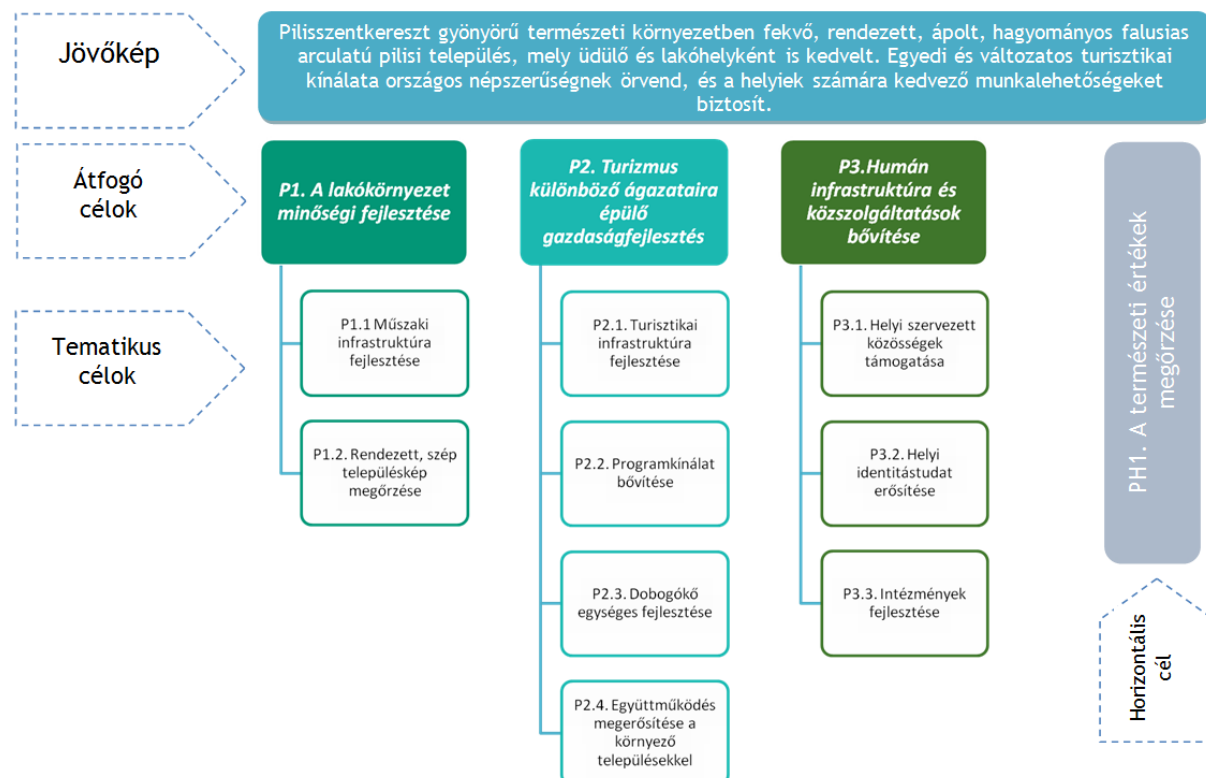 Jövőkép
Pilisszentkereszt gyönyörű természeti környezetben fekvő, rendezett, ápolt, hagyományos falusias
arculatú pilisi település, mely üdülő és lakóhelyként is kedvelt. Egyedi és változatos turisztikai
kínálata országos népszerűségnek örvend, és a helyiek számára kedvező munkalehetőségeket
biztosít.
Átfogó
célok
P1. A lakókörnyezet
minőségi fejlesztése
P2. Turizmus
különböző ágazataira
épülő
gazdaságfejlesztés
P3.Humán
infrastruktúra és
közszolgáltatások
bővítése
Tematikus
célok
P1.1 Műszaki
infrastruktúra
fejlesztése
P1.2. Rendezett, szép
településkép
megőrzése
P2.1. Turisztikai
infrastruktúra
fejlesztése
P2.2. Programkínálat
bővítése
P2.3. Dobogókő
egységes fejlesztése
P2.4. Együttműködés
megerősítése a
környező
településekkel
P3.1. Helyi szervezett
közösségek
támogatása
P3.2. Helyi
identitástudat
erősítése
P3.3. Intézmények
fejlesztése
PH1. A természeti értékek
megőrzése
Horizontális
cél